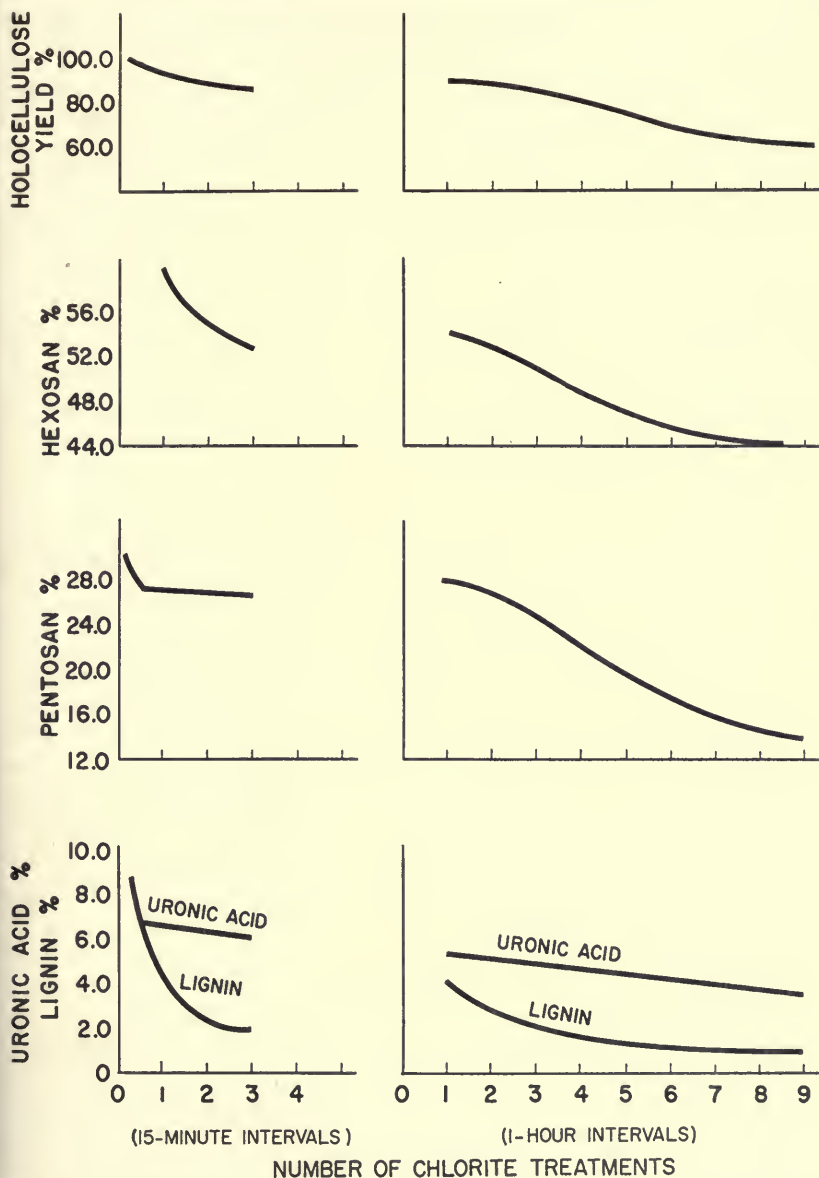 HOLOCELLULOSE
YIELD %
100.0
80.0
60.0
HEXOSAN %
56.0
52.0
48.0
44.0
PENTOSAN %
28.0
24.0
20.0
16.0
12.0
URONIC ACID %
LIGNIN %
10.0
8.0
6.0
4.0
2.0
0
URONIC ACID
LIGNIN
URONIC ACID
LIGNIN
0 1 2 3 4
0 1 2 3 4 5 6 7 8 9
(15-MINUTE INTERVALS)
(1-HOUR INTERVALS)
NUMBER OF CHLORITE TREATMENTS